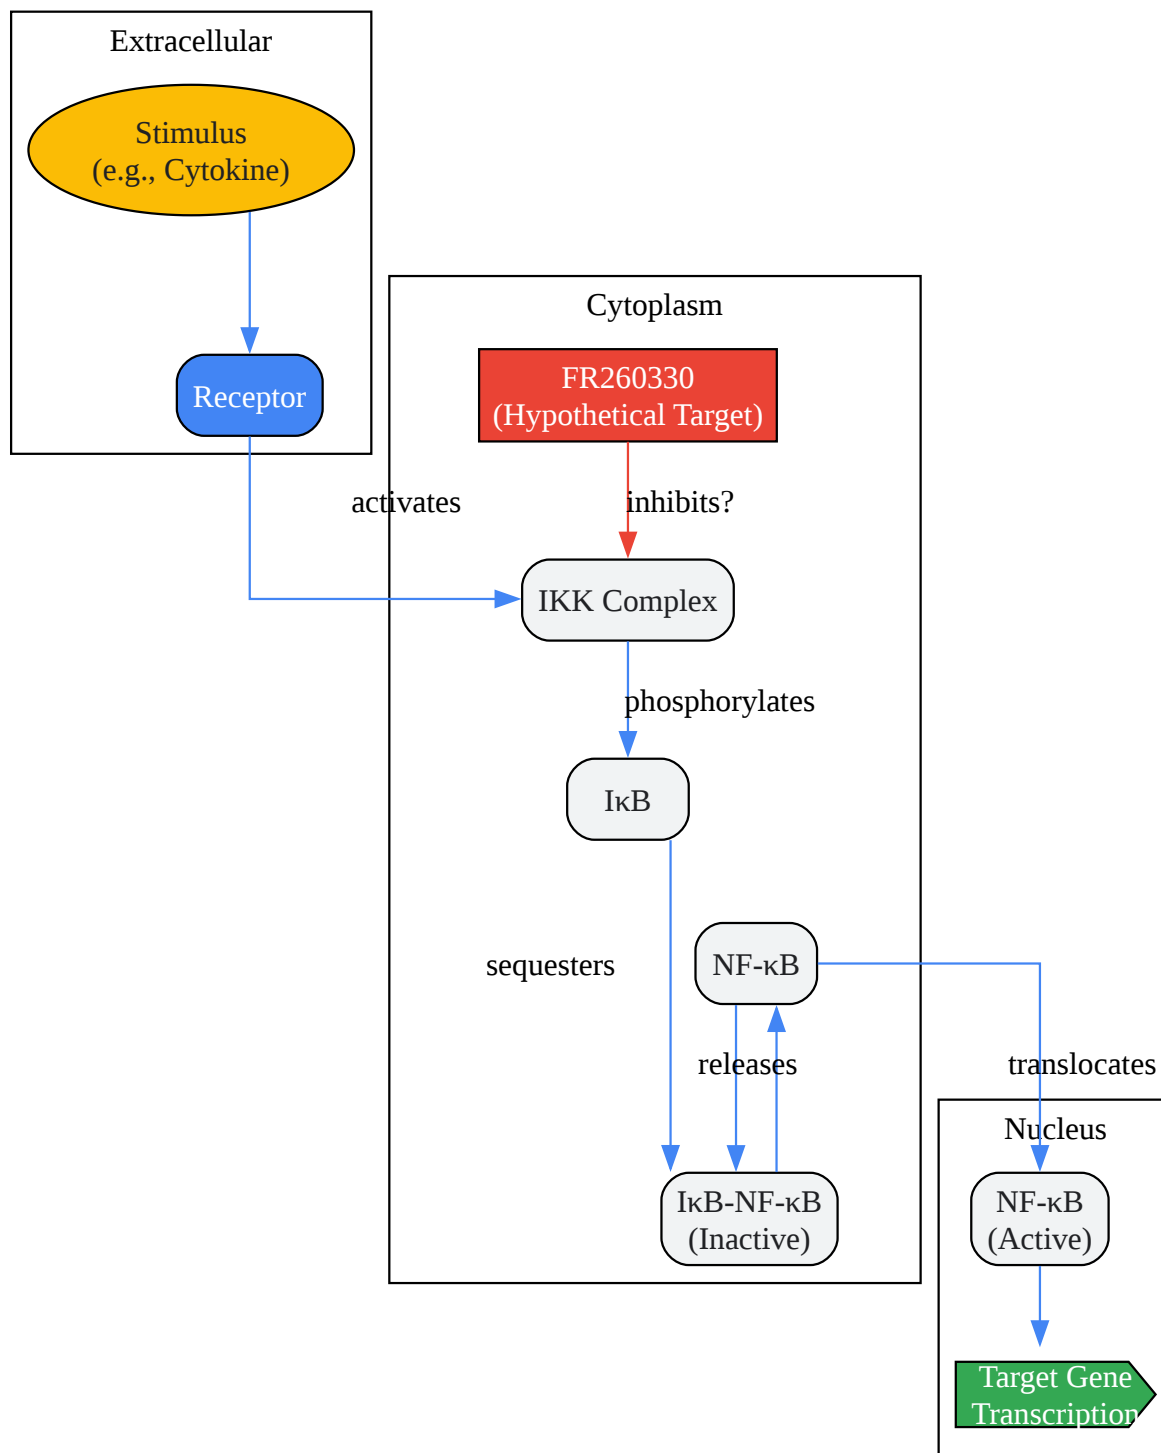 Extracellular
Stimulus
(e.g., Cytokine)
Receptor
Cytoplasm
FR260330
(Hypothetical Target)
activates
inhibits?
IKK Complex
phosphorylates
IκB
sequesters
NF-κB
releases
translocates
IκB-NF-κB
(Inactive)
Nucleus
NF-κB
(Active)
Target Gene
Transcription